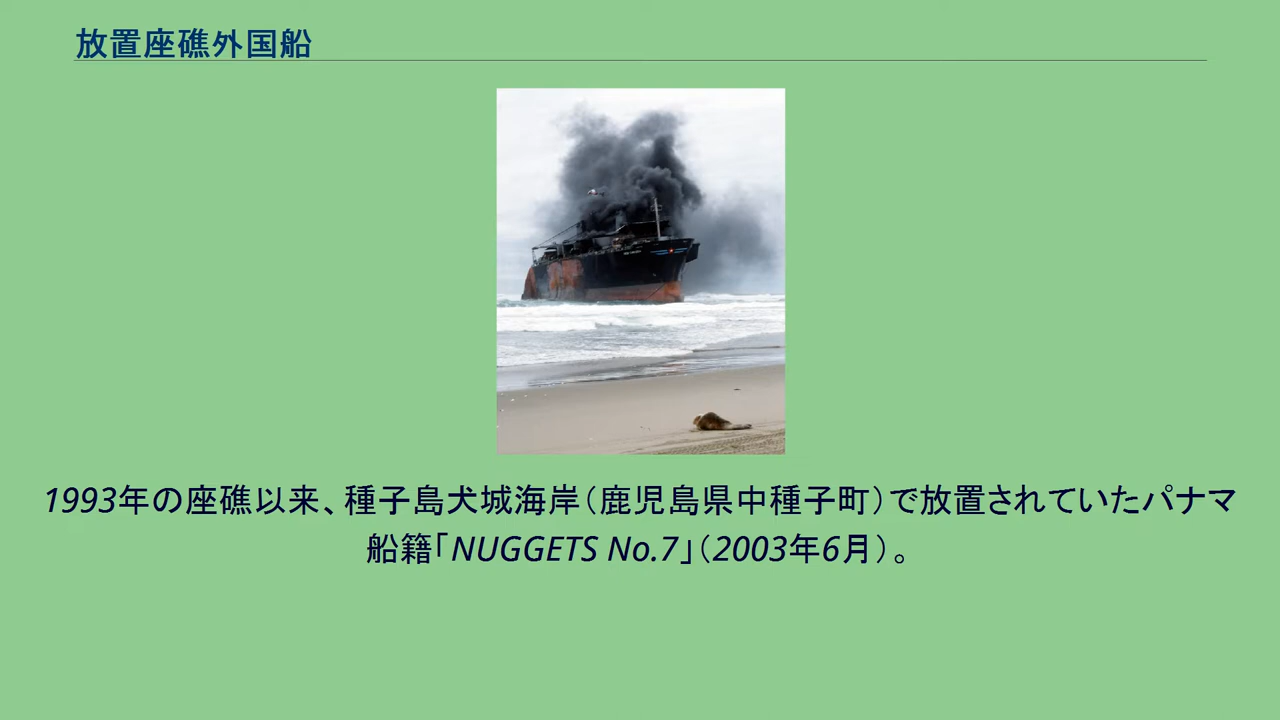 放置座礁外国船
1993年の座礁以来、種子島犬城海岸（鹿児島県中種子町）で放置されていたパナマ
船籍「NUGGETS No.7」（2003年6月）。